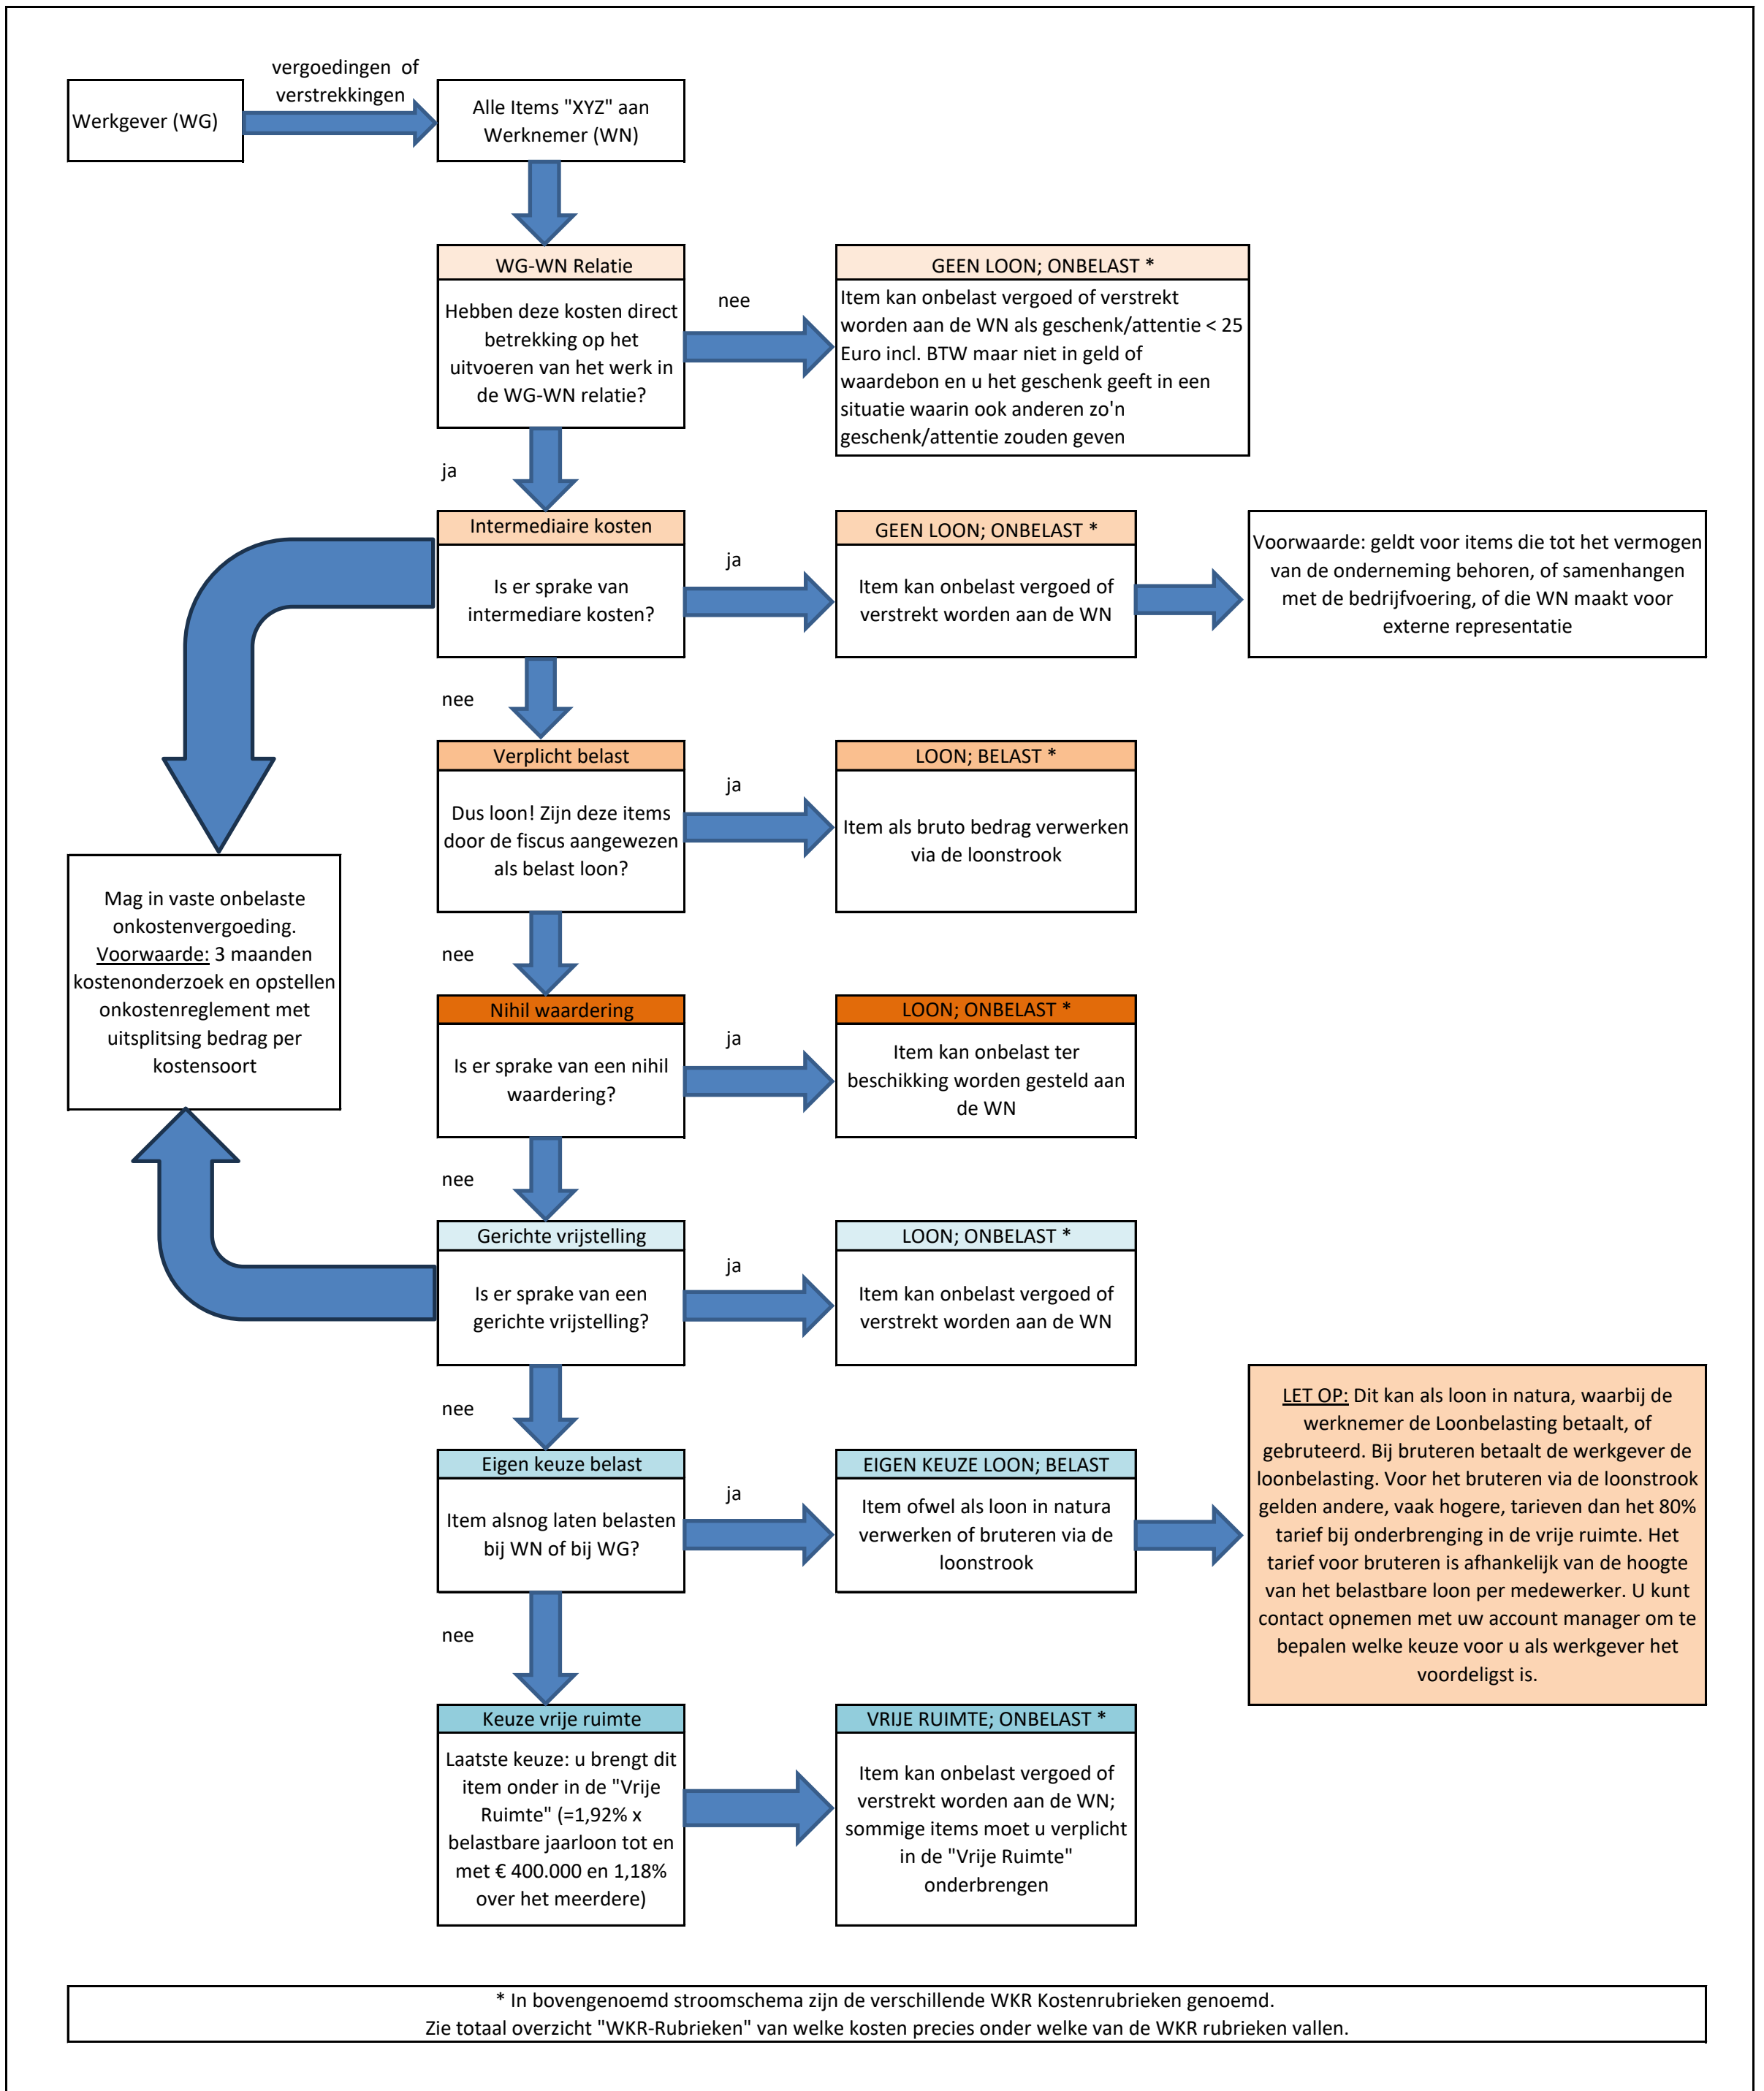 vergoedingen of
verstrekkingen
Werkgever (WG)
Alle Items "XYZ" aan
Werknemer (WN)
WG-WN Relatie
Hebben deze kosten direct
betrekking op het
uitvoeren van het werk in
de WG-WN relatie?
nee
GEEN LOON; ONBELAST *
Item kan onbelast vergoed of verstrekt
worden aan de WN als geschenk/attentie < 25
Euro incl. BTW maar niet in geld of
waardebon en u het geschenk geeft in een
situatie waarin ook anderen zo'n
geschenk/attentie zouden geven
ja
Intermediaire kosten
Is er sprake van
intermediare kosten?
ja
GEEN LOON; ONBELAST *
Item kan onbelast vergoed of
verstrekt worden aan de WN
Voorwaarde: geldt voor items die tot het vermogen
van de onderneming behoren, of samenhangen
met de bedrijfvoering, of die WN maakt voor
externe representatie
nee
Verplicht belast
Dus loon! Zijn deze items
door de fiscus aangewezen
als belast loon?
ja
LOON; BELAST *
Item als bruto bedrag verwerken
via de loonstrook
Mag in vaste onbelaste
onkostenvergoeding.
Voorwaarde: 3 maanden
kostenonderzoek en opstellen
onkostenreglement met
uitsplitsing bedrag per
kostensoort
nee
Nihil waardering
Is er sprake van een nihil
waardering?
ja
LOON; ONBELAST *
Item kan onbelast ter
beschikking worden gesteld aan
de WN
nee
Gerichte vrijstelling
Is er sprake van een
gerichte vrijstelling?
ja
LOON; ONBELAST *
Item kan onbelast vergoed of
verstrekt worden aan de WN
nee
Eigen keuze belast
Item alsnog laten belasten
bij WN of bij WG?
ja
EIGEN KEUZE LOON; BELAST
Item ofwel als loon in natura
verwerken of bruteren via de
loonstrook
LET OP: Dit kan als loon in natura, waarbij de
werknemer de Loonbelasting betaalt, of
gebruteerd. Bij bruteren betaalt de werkgever de
loonbelasting. Voor het bruteren via de loonstrook
gelden andere, vaak hogere, tarieven dan het 80%
tarief bij onderbrenging in de vrije ruimte. Het
tarief voor bruteren is afhankelijk van de hoogte
van het belastbare loon per medewerker. U kunt
contact opnemen met uw account manager om te
bepalen welke keuze voor u als werkgever het
voordeligst is.
nee
Keuze vrije ruimte
Laatste keuze: u brengt dit
item onder in de "Vrije
Ruimte" (=1,92% x
belastbare jaarloon tot en
met € 400.000 en 1,18%
over het meerdere)
VRIJE RUIMTE; ONBELAST *
Item kan onbelast vergoed of
verstrekt worden aan de WN;
sommige items moet u verplicht
in de "Vrije Ruimte"
onderbrengen
* In bovengenoemd stroomschema zijn de verschillende WKR Kostenrubrieken genoemd.
Zie totaal overzicht "WKR-Rubrieken" van welke kosten precies onder welke van de WKR rubrieken vallen.